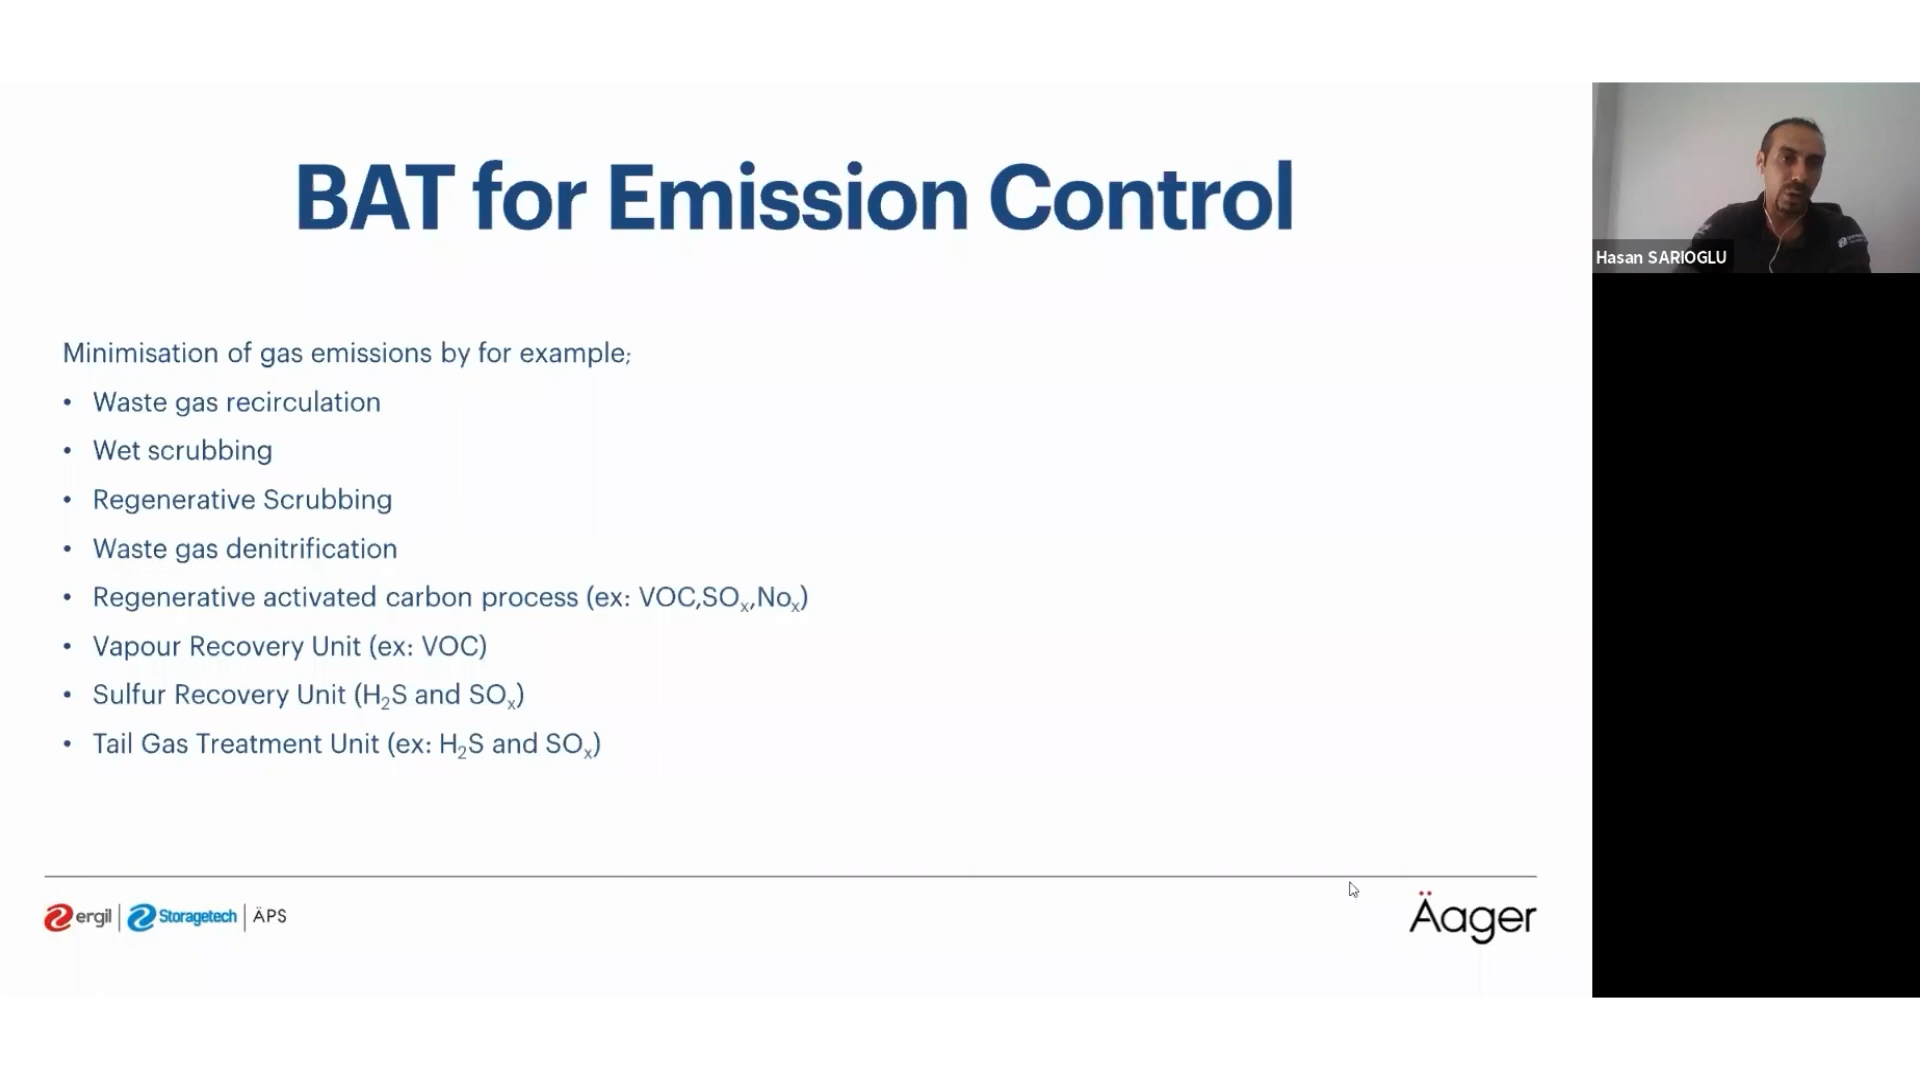 BAT for Emission Control
Minimisation of gas emissions by for example;
• Waste gas recirculation
• Wet scrubbing
• Regenerative Scrubbing
• Waste gas denitrification
• Regenerative activated carbon process (ex: VOC,SOₓ,Noₓ)
• Vapour Recovery Unit (ex: VOC)
• Sulfur Recovery Unit (H₂S and SOₓ)
• Tail Gas Treatment Unit (ex: H₂S and SOₓ)
ergil | Storagetech | ÄPS
Äager
Hasan SARIOGLU